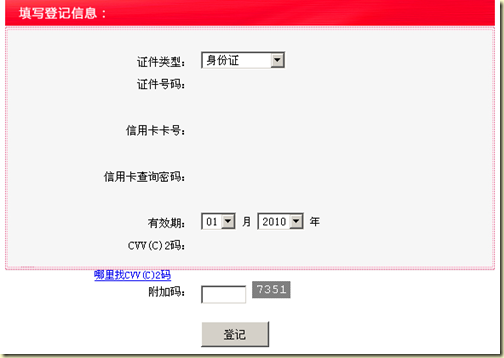 填写登记信息：
证件类型： 身份证
证件号码：
信用卡卡号：
信用卡查询密码：
有效期： 01 月 2010 年
CVV(C)2码：
哪里找CVV(C)2码
附加码： 7351
登记